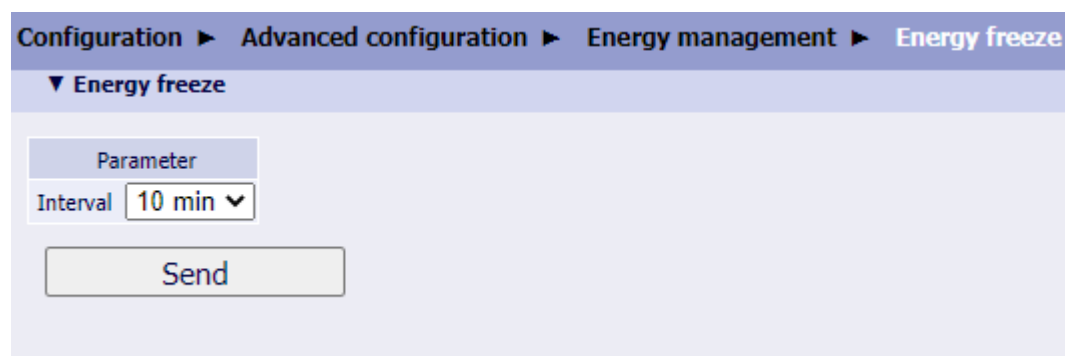 Configuration ► Advanced configuration ► Energy management ► Energy freeze
▼ Energy freeze
Parameter
Interval 10 min
Send